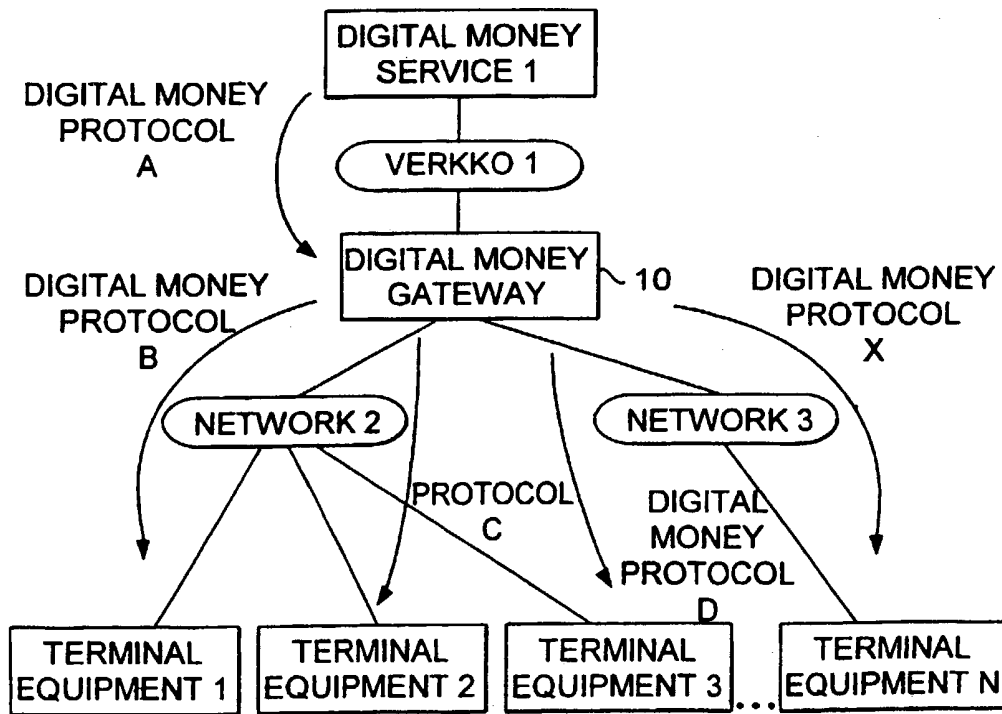 DIGITAL MONEY
SERVICE 1
DIGITAL MONEY
PROTOCOL
A
VERKKO 1
DIGITAL MONEY
GATEWAY
10
DIGITAL MONEY
PROTOCOL
B
DIGITAL MONEY
PROTOCOL
X
NETWORK 2
NETWORK 3
PROTOCOL
C
DIGITAL
MONEY
PROTOCOL
D
TERMINAL
EQUIPMENT 1
TERMINAL
EQUIPMENT 2
TERMINAL
EQUIPMENT 3
...
TERMINAL
EQUIPMENT N